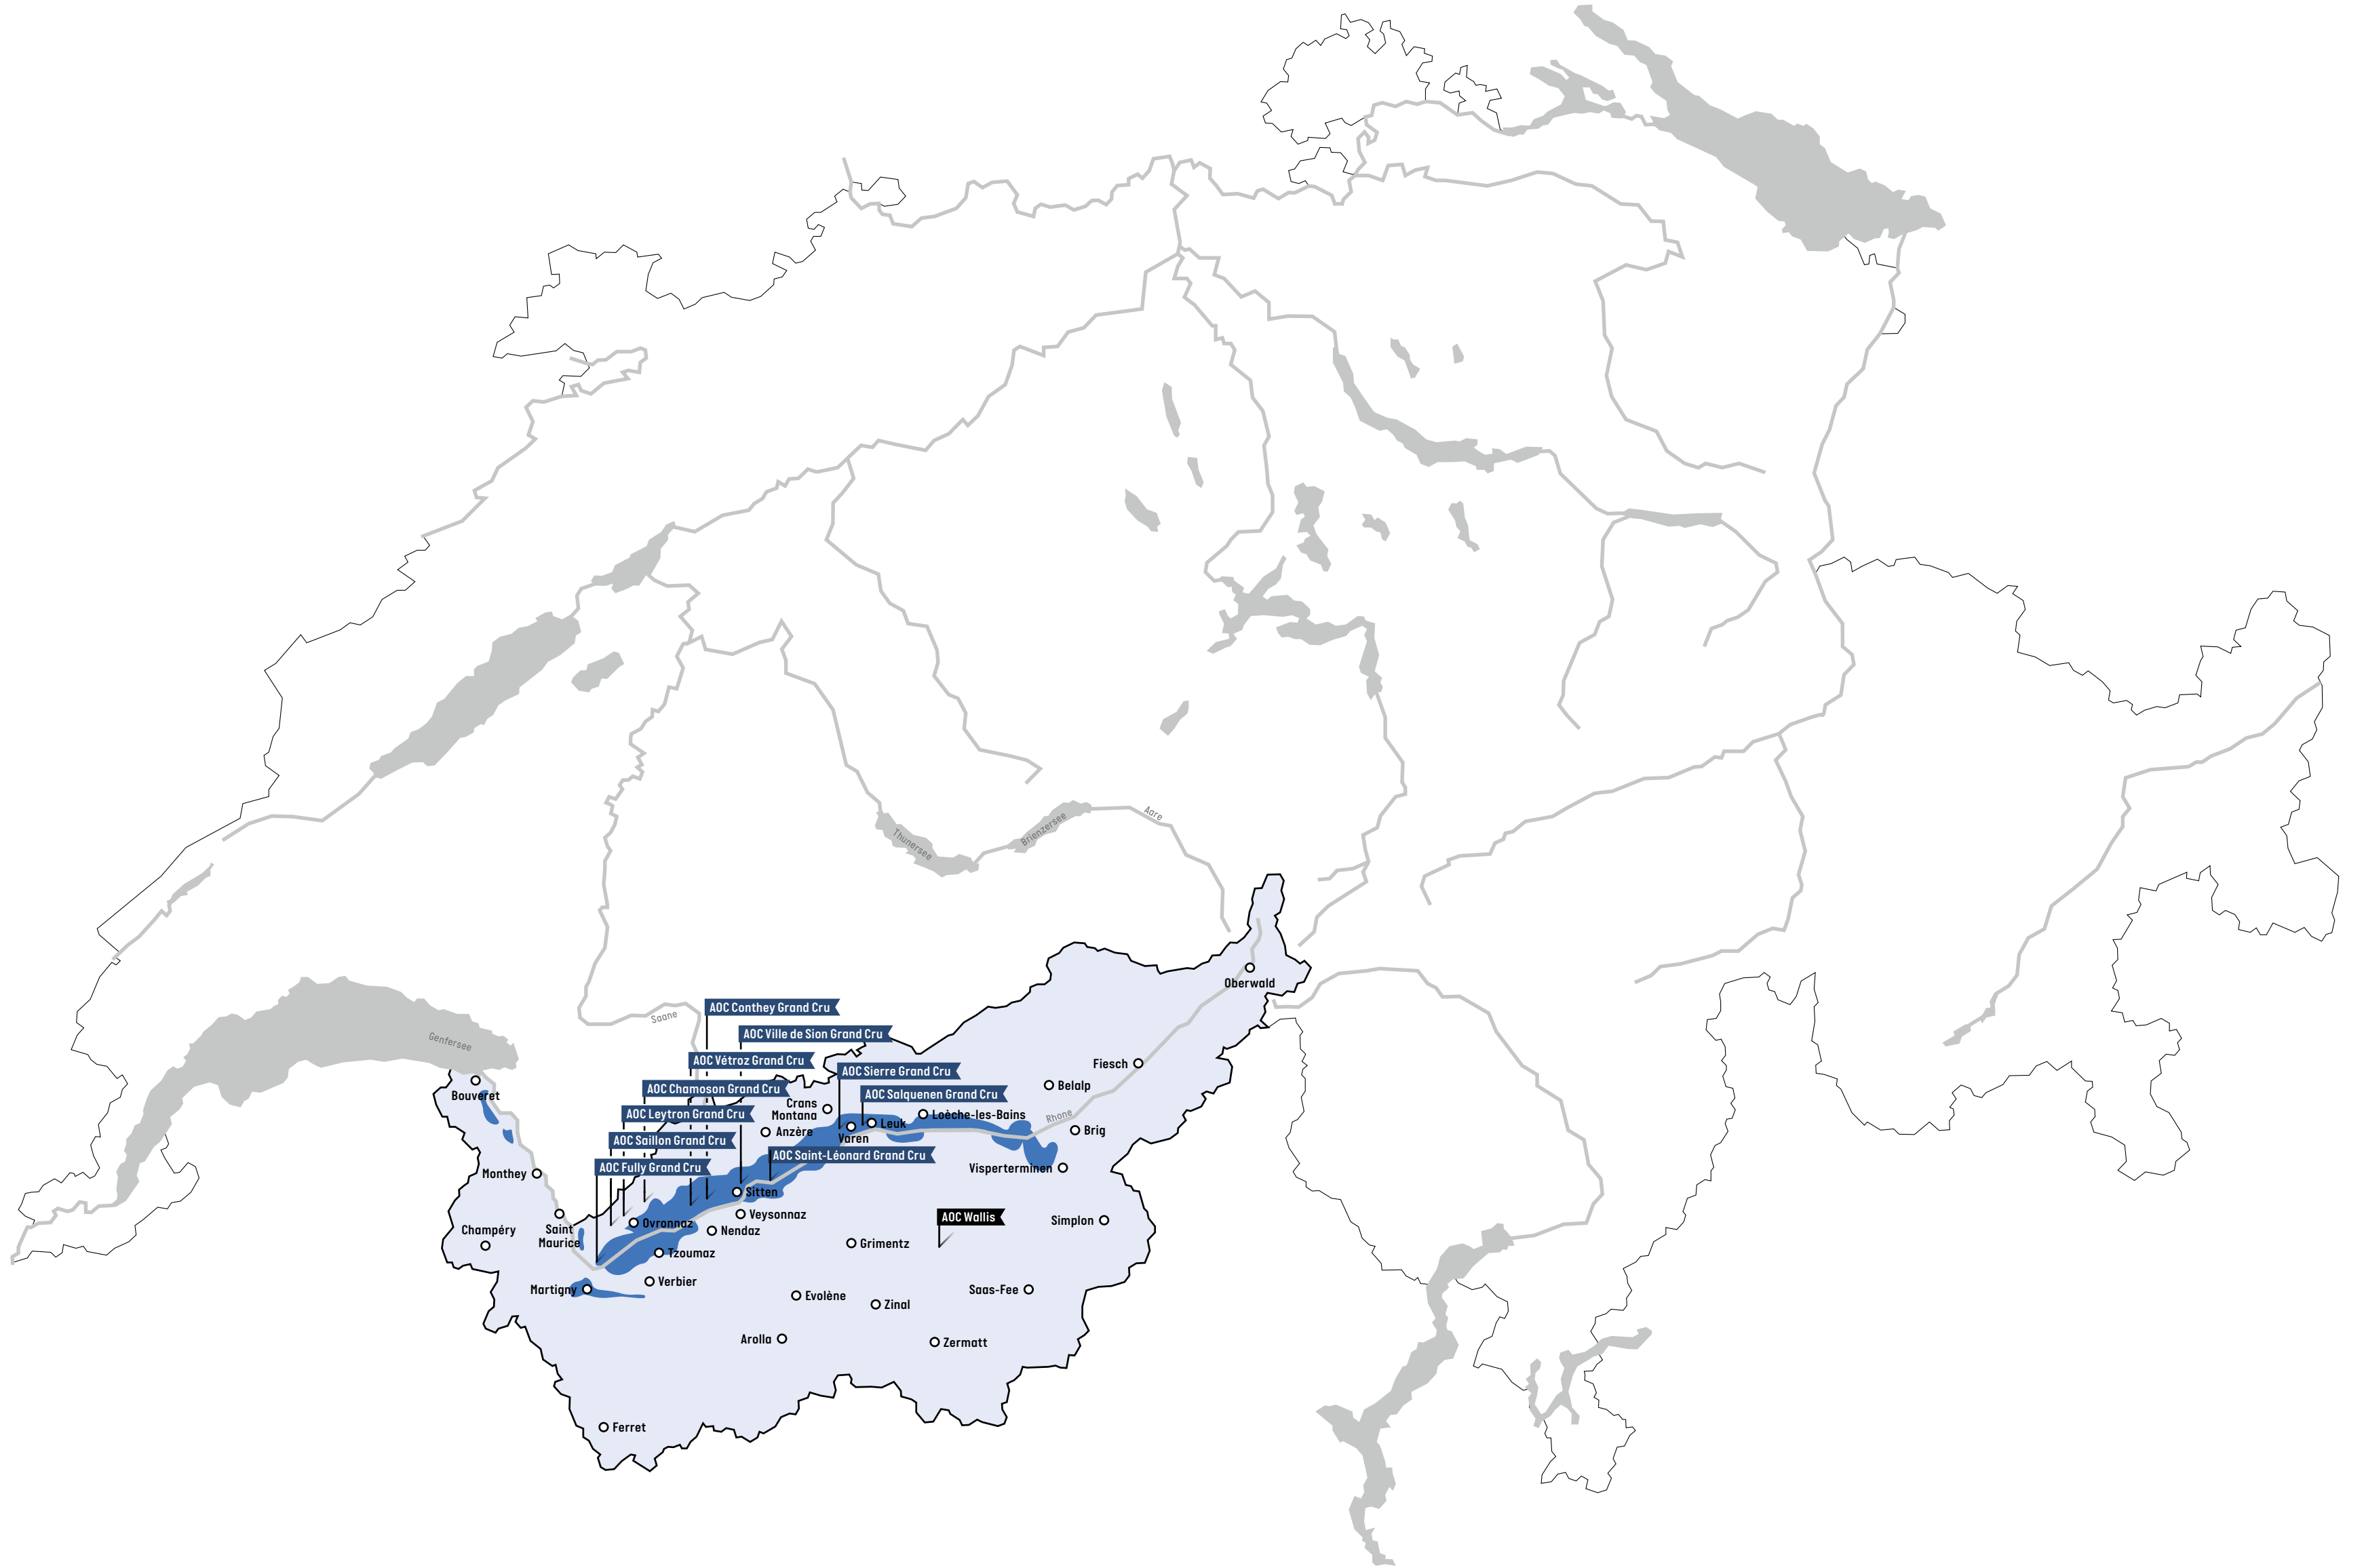 Thunersee
Brienzersee
Aare
Oberwald
AOC Conthey Grand Cru
Saane
AOC Ville de Sion Grand Cru
Genfersee
AOC Vétroz Grand Cru
Fiesch
AOC Sierre Grand Cru
Belalp
AOC Chamoson Grand Cru
AOC Salquenen Grand Cru
Bouveret
Crans
Montana
AOC Leytron Grand Cru
Loèche-les-Bains
Rhone
Leuk
Anzère
Varen
Brig
AOC Saillon Grand Cru
AOC Saint-Léonard Grand Cru
AOC Fully Grand Cru
Visperterminen
Monthey
Sitten
Veysonnaz
AOC Wallis
Simplon
Ovronnaz
Saint
Maurice
Champéry
Nendaz
Grimentz
Tzoumaz
Verbier
Martigny
Saas-Fee
Evolène
Zinal
Arolla
Zermatt
Ferret